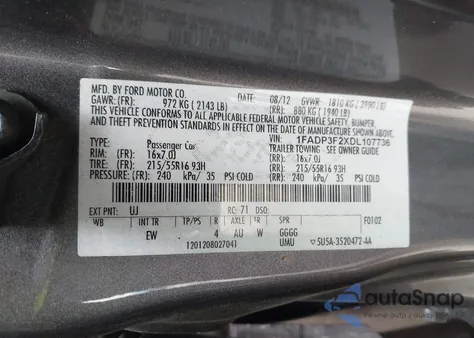 MFD. BY FORD MOTOR CO. DATE: 08/12 GVWR: 1810 KG (3990 LB)
GAWR: (FR): 972 KG ( 2143 LB) (RR): 880 KG (1940 LB)
THIS VEHICLE CONFORMS TO ALL APPLICABLE FEDERAL MOTOR VEHICLE SAFETY, BUMPER,
AND THEFT PREVENTION STANDARDS IN EFFECT ON THE DATE OF MANUFACTURE SHOWN ABOVE.
VIN: 1FADP3F2XDL107736
TYPE: Passenger Car TRAILER TOWING - SEE OWNER GUIDE
RIM: (FR) 16x7.0J (RR): 16x7.0J
TIRE: (FR): 215/55R16 93H (RR): 215/55R16 93H
PRESSURE: (FR): 240 kPa/ 35 PSI COLD (RR): 240 kPa/ 35 PSI COLD
EXT PNT: UJ RC: 71 DSO:
WB INT TR TP/PS R AXLE TR SPR F0102
EW 4 AU W GGGG
1201208027041 UMU 5U5A-3520472-AA
autaSnap